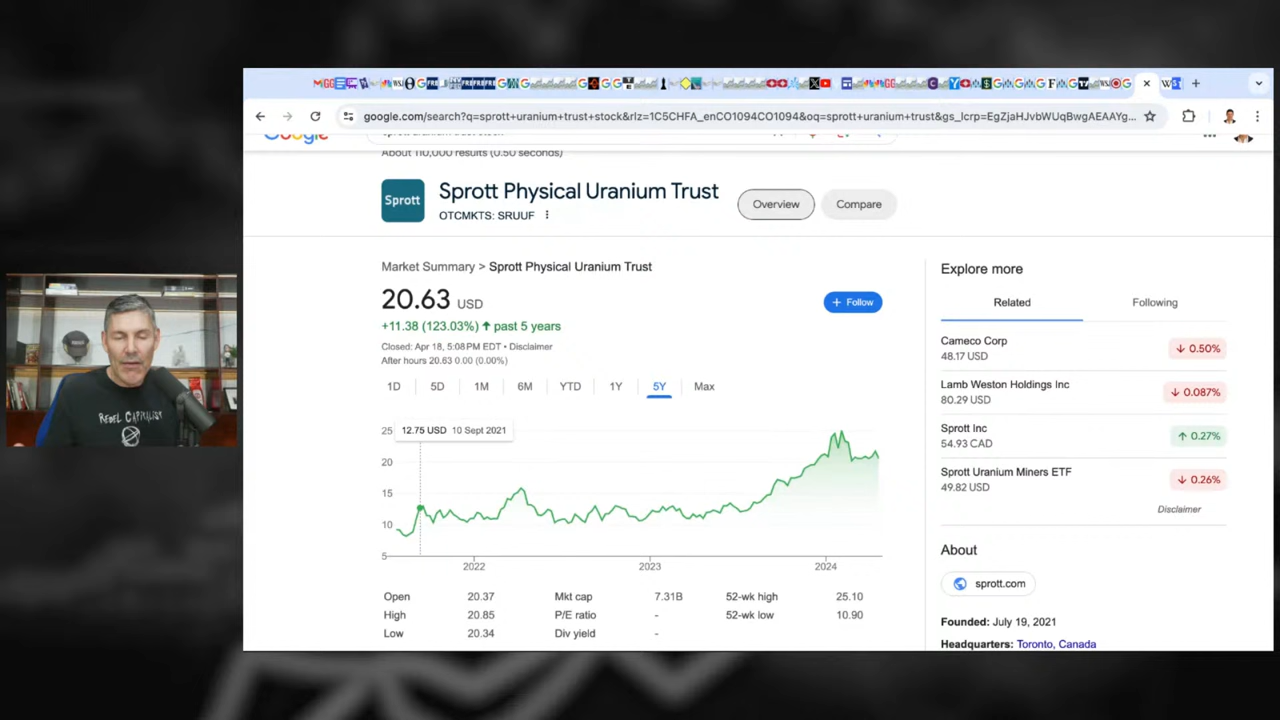 google.com/search?q=sprott+uranium+trust+stock&rlz=1C5CHFA_enCO1094CO1094&oq=sprott+uranium+trust&gs_lcrp=EgZjaHJvbWUqBwgAEAAYg...
About 110,000 results (0.50 seconds)
Sprott
Sprott Physical Uranium Trust
OTCMKTS: SRUUF
Overview
Compare
Market Summary > Sprott Physical Uranium Trust
20.63 USD
+ Follow
+11.38 (123.03%) ↑ past 5 years
Closed: Apr 18, 5:08 PM EDT • Disclaimer
After hours 20.63 0.00 (0.00%)
1D 5D 1M 6M YTD 1Y 5Y Max
12.75 USD 10 Sept 2021
25
20
15
10
5
2022 2023 2024
Open 20.37 Mkt cap 7.31B 52-wk high 25.10
High 20.85 P/E ratio - 52-wk low 10.90
Low 20.34 Div yield -
Explore more
Related Following
Cameco Corp
48.17 USD
↓ 0.50%
Lamb Weston Holdings Inc
80.29 USD
↓ 0.087%
Sprott Inc
54.93 CAD
↑ 0.27%
Sprott Uranium Miners ETF
49.82 USD
↓ 0.26%
Disclaimer
About
sprott.com
Founded: July 19, 2021
Headquarters: Toronto, Canada
REBEL CAPITALIST